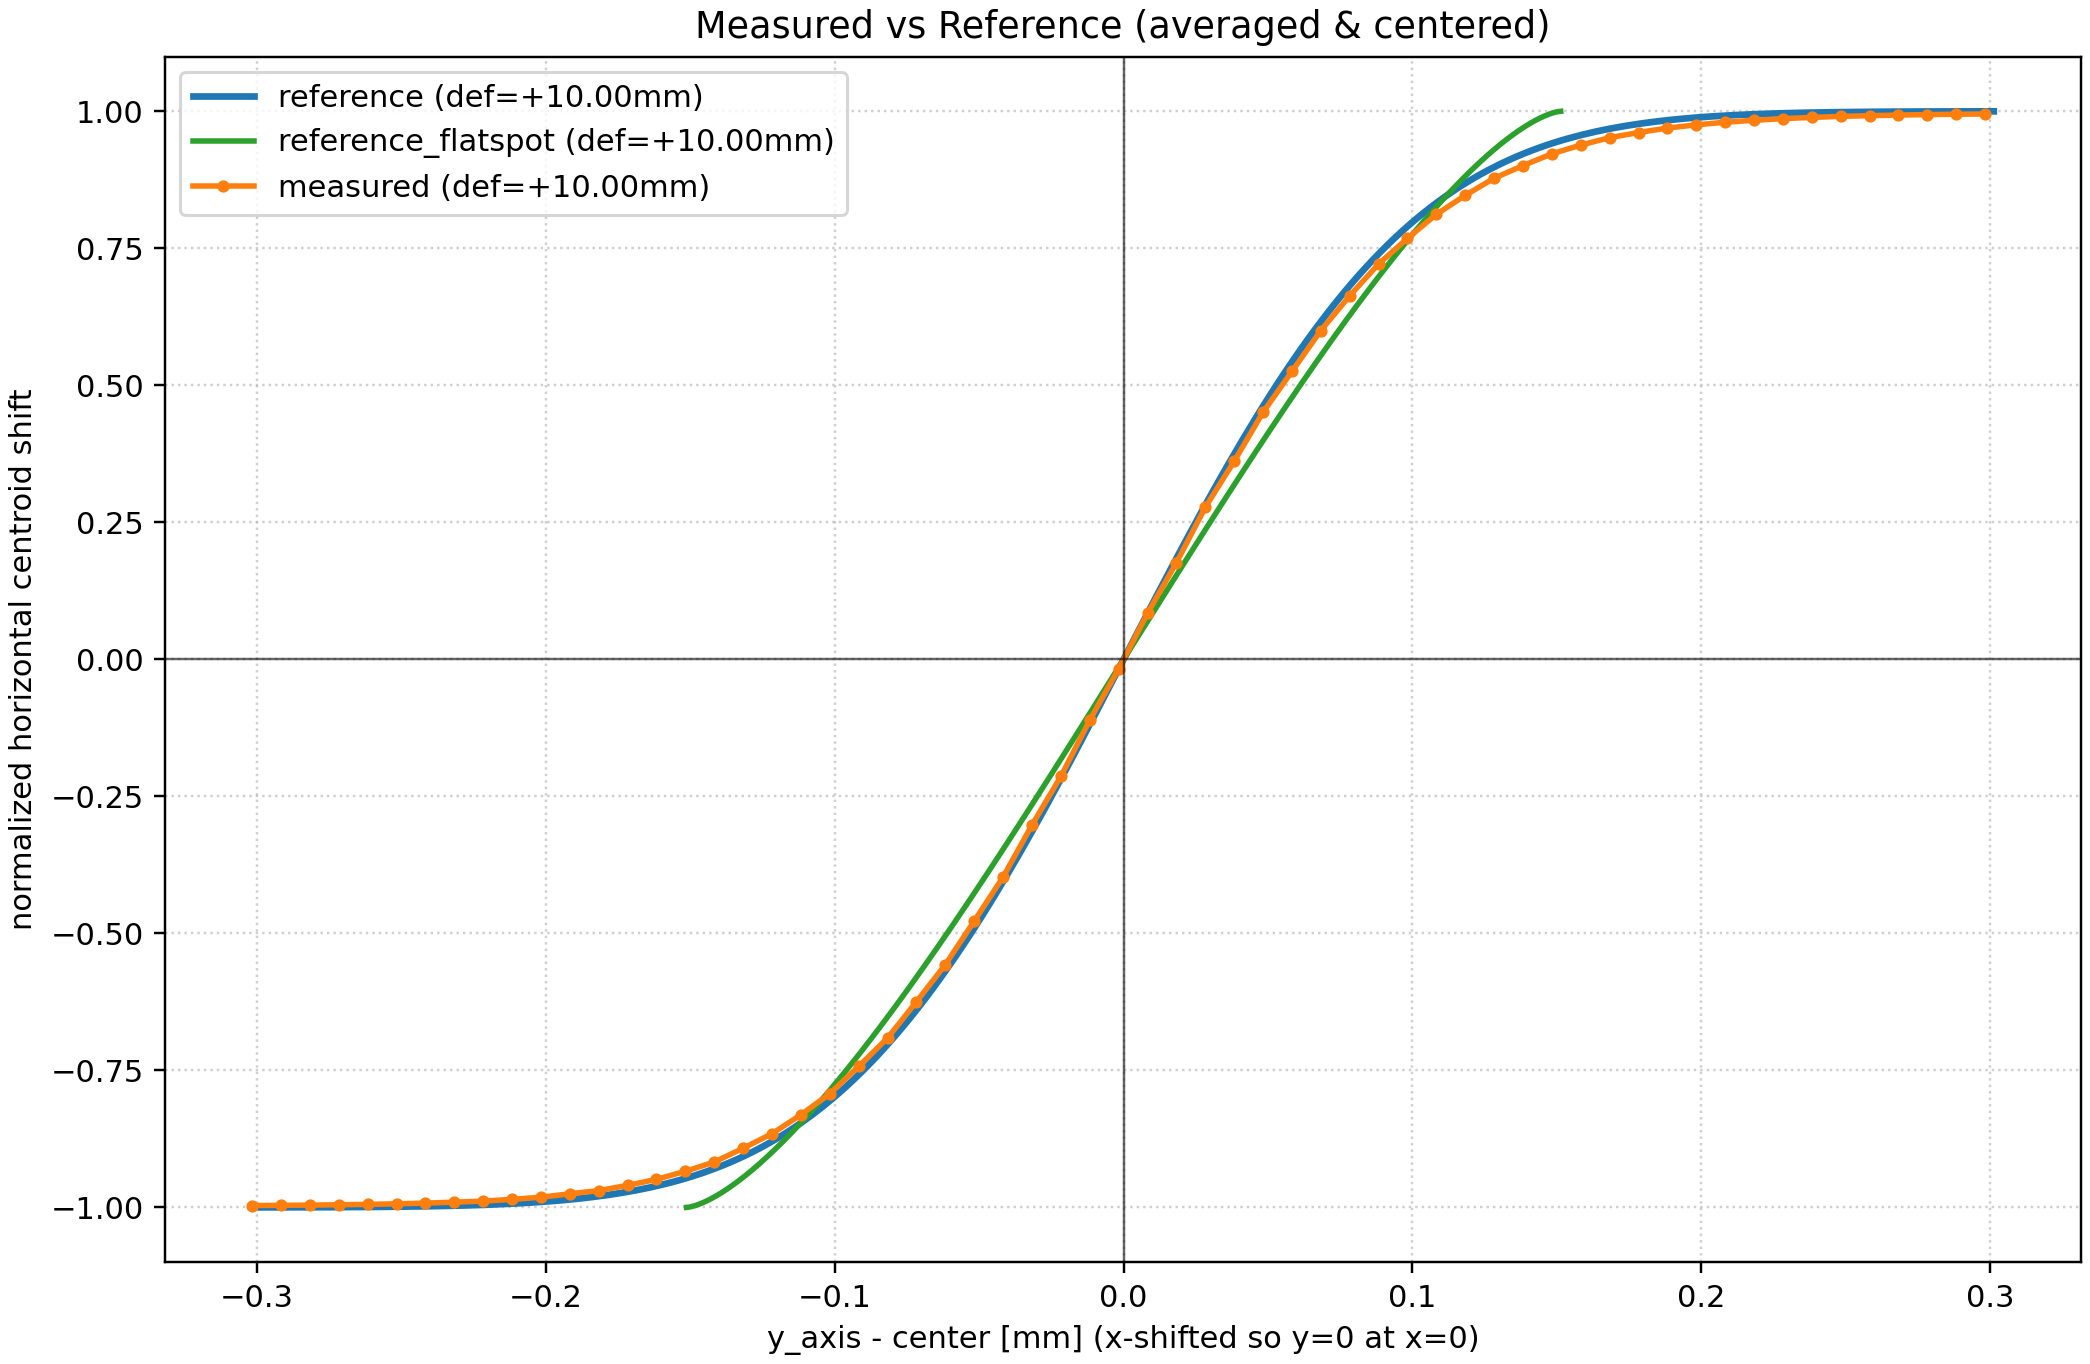 Measured vs Reference (averaged & centered)
reference (def=+10.00mm)
reference_flatspot (def=+10.00mm)
measured (def=+10.00mm)
normalized horizontal centroid shift
1.00
0.75
0.50
0.25
0.00
−0.25
−0.50
−0.75
−1.00
−0.3
−0.2
−0.1
0.0
0.1
0.2
0.3
y_axis - center [mm] (x-shifted so y=0 at x=0)